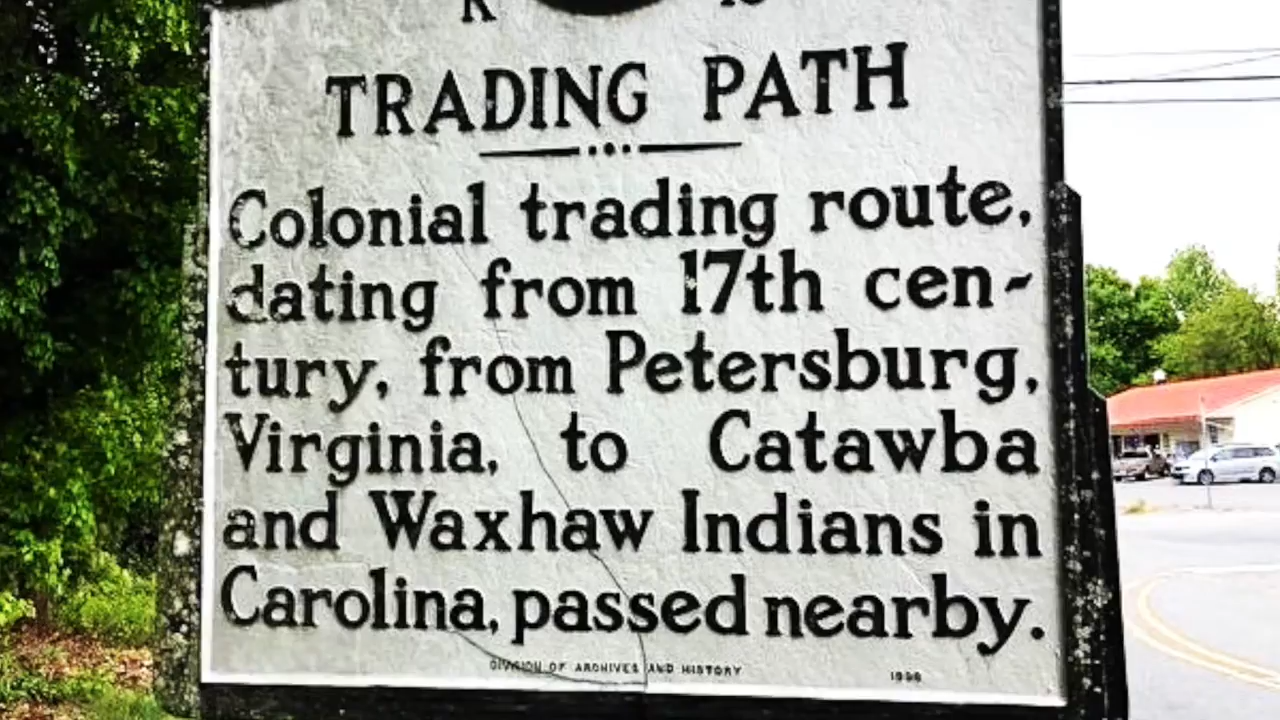 K
TRADING PATH
Colonial trading route,
dating from 17th cen-
tury, from Petersburg,
Virginia, to Catawba
and Waxhaw Indians in
Carolina, passed nearby.
DIVISION OF ARCHIVES AND HISTORY